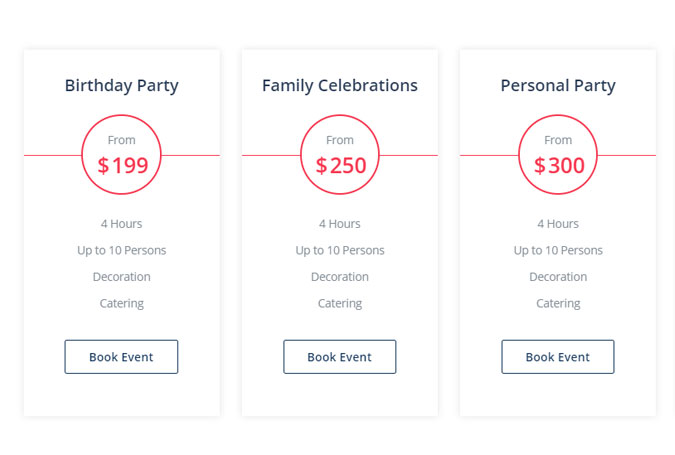 Birthday Party
From
$199
4 Hours
Up to 10 Persons
Decoration
Catering
Book Event
Family Celebrations
From
$250
4 Hours
Up to 10 Persons
Decoration
Catering
Book Event
Personal Party
From
$300
4 Hours
Up to 10 Persons
Decoration
Catering
Book Event